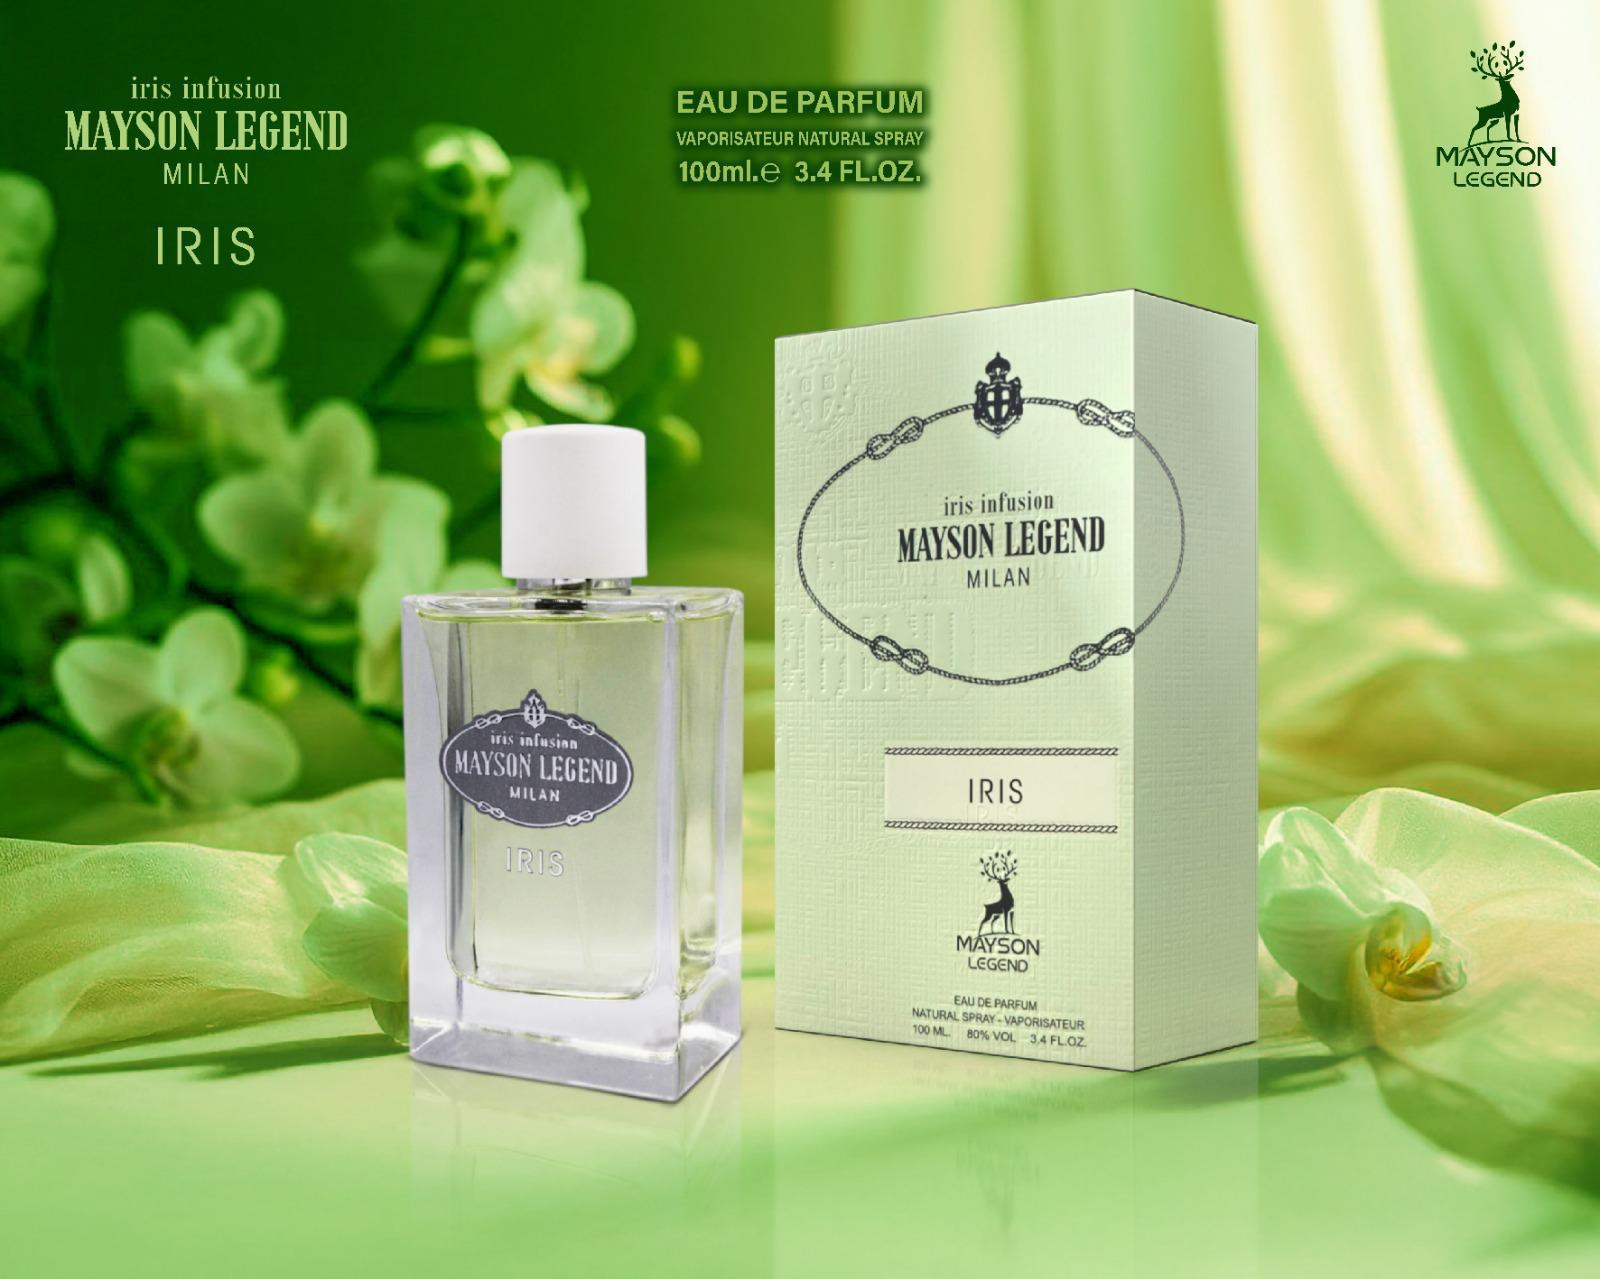 iris infusion
MAYSON LEGEND
MILAN
IRIS
EAU DE PARFUM
VAPORISATEUR NATURAL SPRAY
100ml.e 3.4 FL.OZ.
MAYSON
LEGEND
iris infusion
MAYSON LEGEND
MILAN
IRIS
iris infusion
MAYSON LEGEND
MILAN
IRIS
MAYSON
LEGEND
EAU DE PARFUM
NATURAL SPRAY - VAPORISATEUR
100 ML. 80% VOL 3.4 FL.OZ.